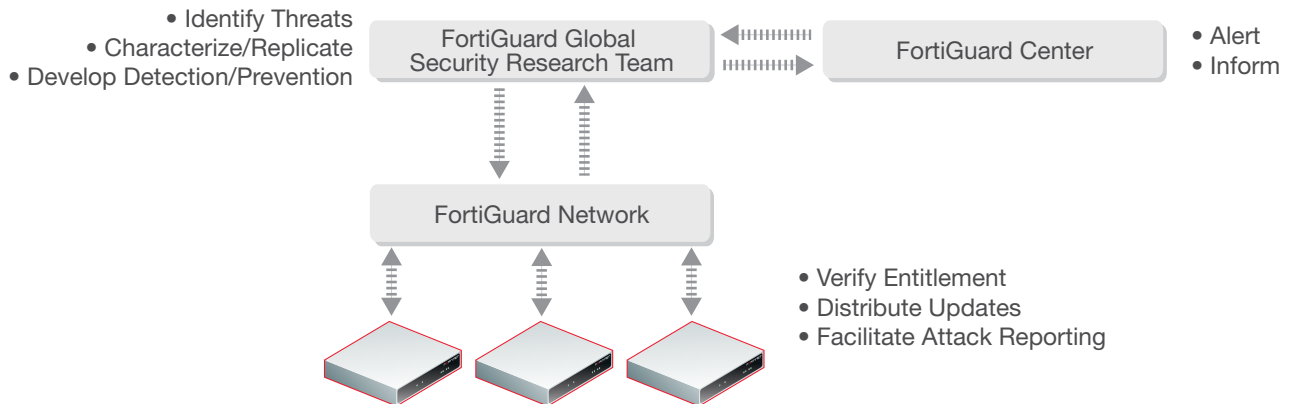 • Identify Threats
• Characterize/Replicate
• Develop Detection/Prevention
FortiGuard Global
Security Research Team
FortiGuard Center
• Alert
• Inform
FortiGuard Network
• Verify Entitlement
• Distribute Updates
• Facilitate Attack Reporting